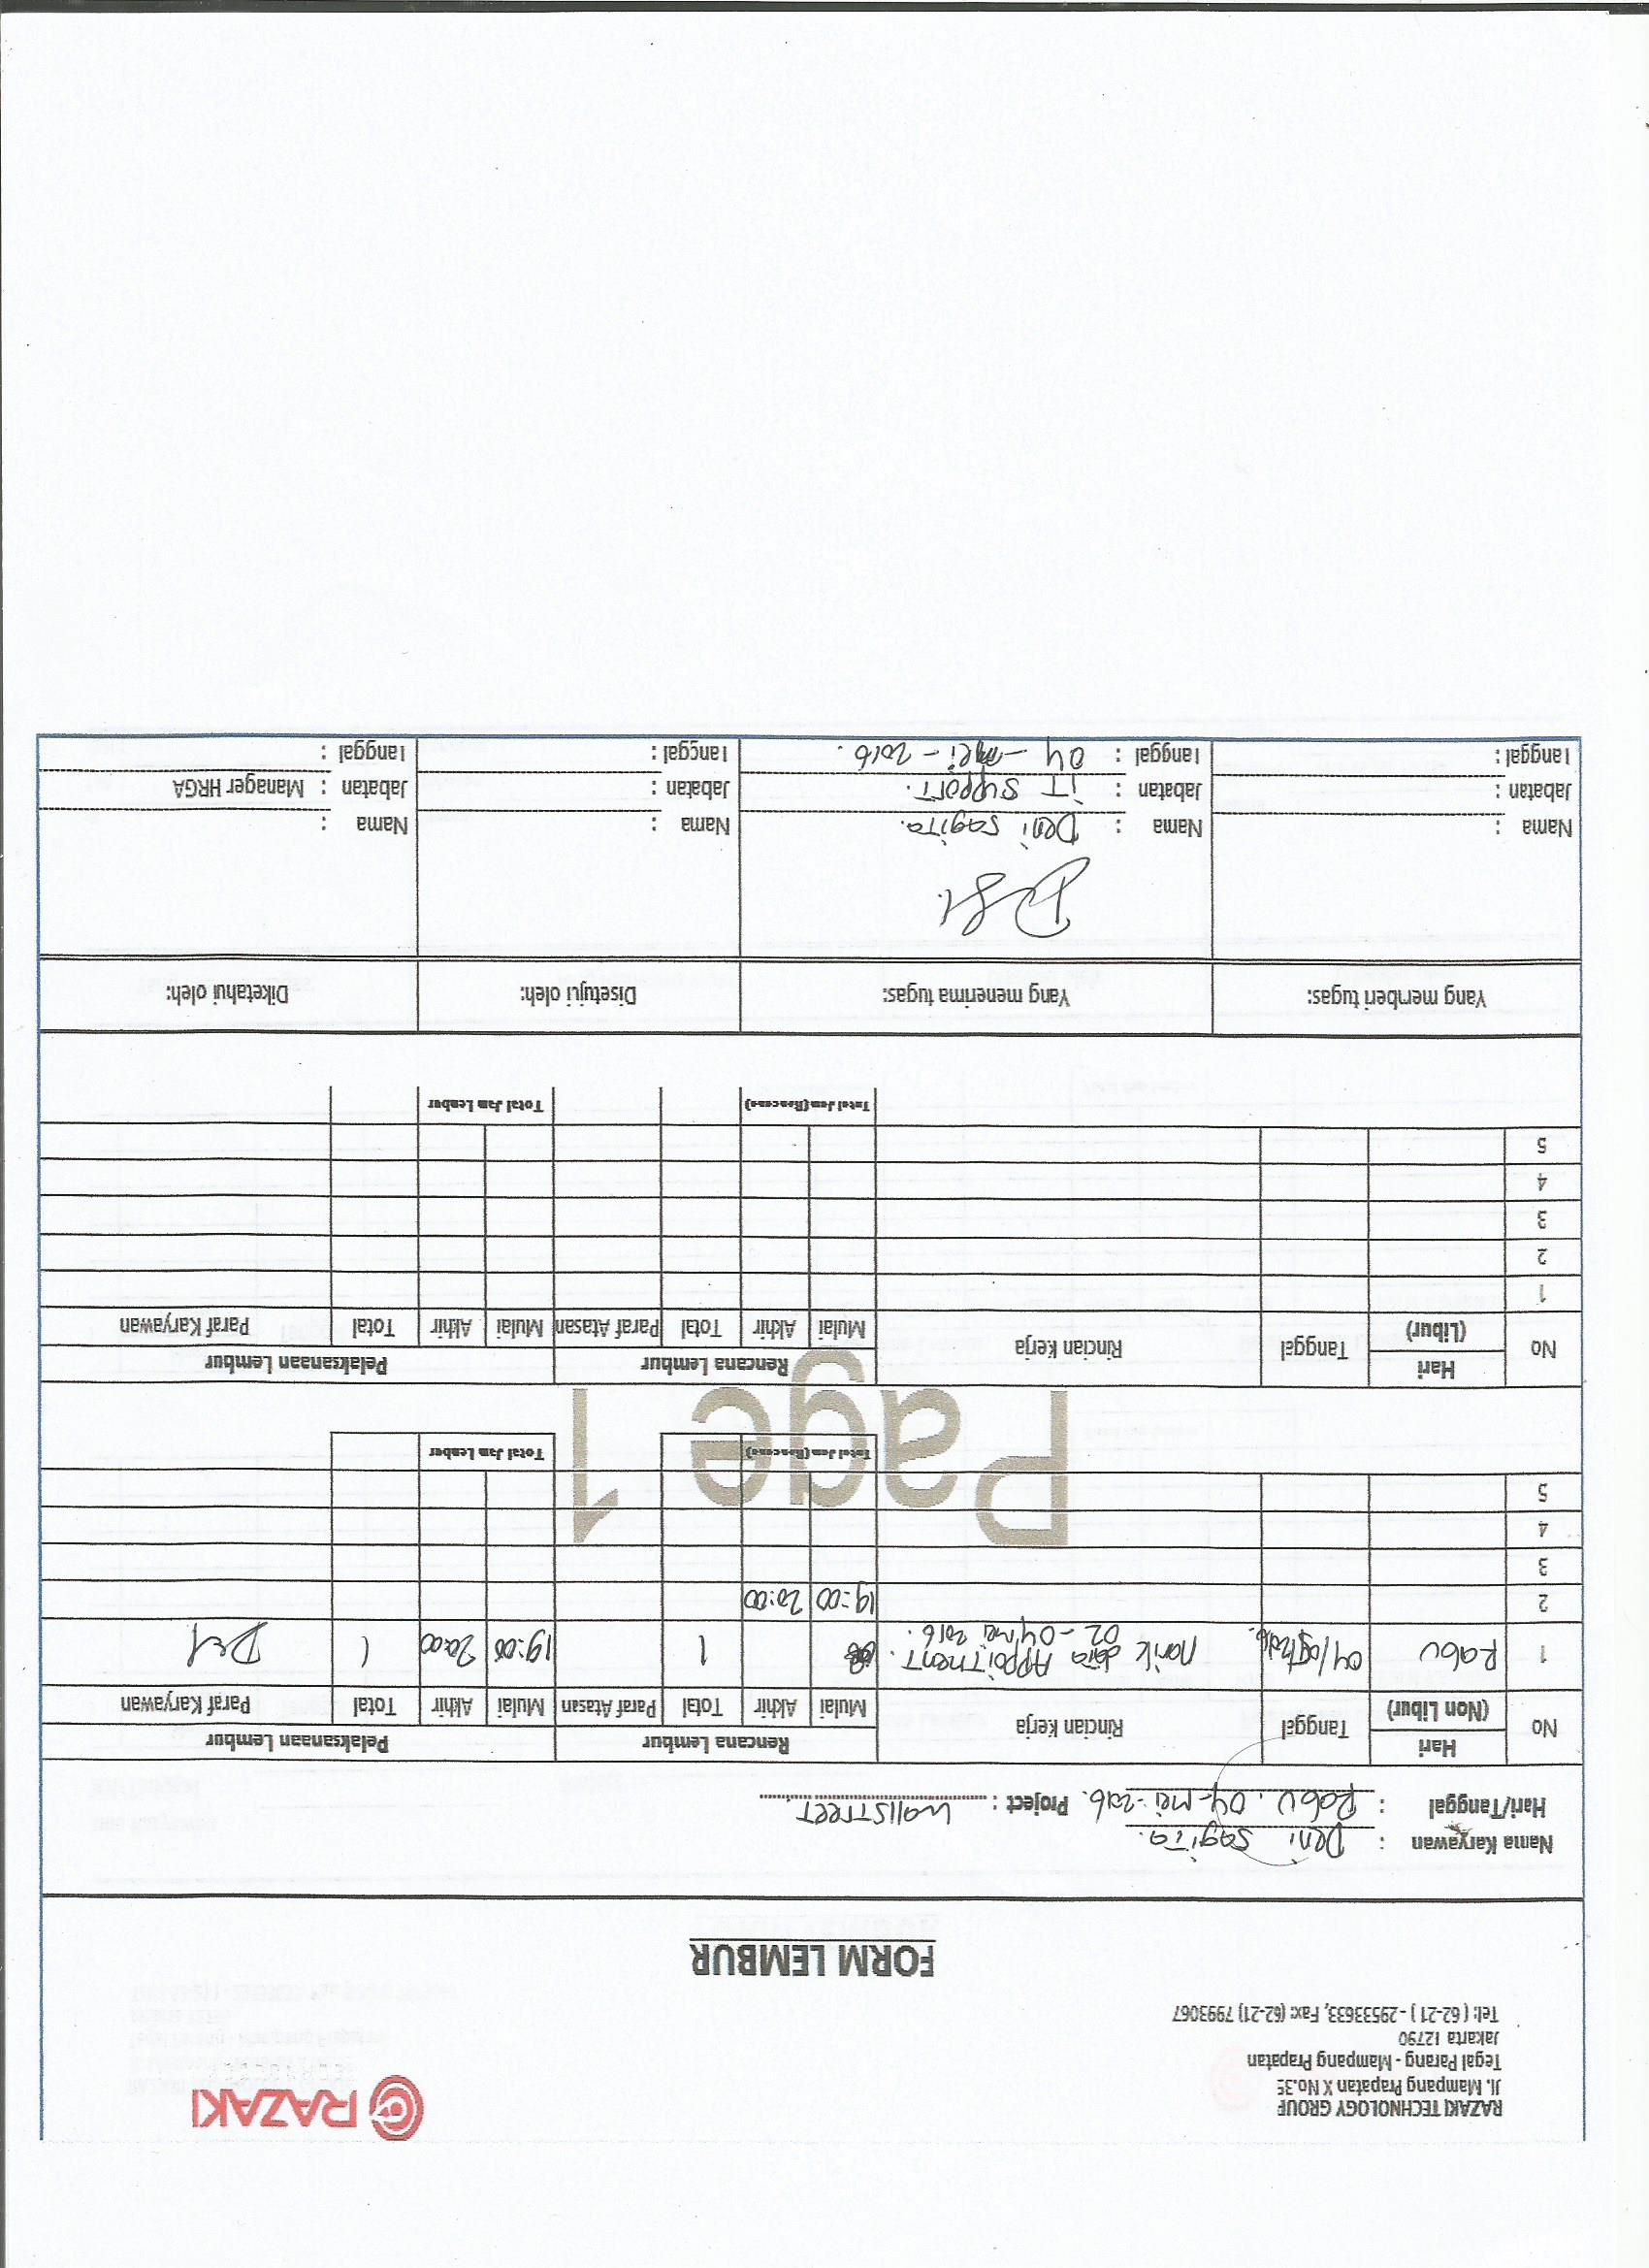 RAZAKI TECHNOLOGY GROUP
Jl. Mampang Prapatan X No.35
Tegal Parang - Mampang Prapatan
Jakarta 12790
Tel: ( 62-21 ) - 29533633, Fax: (62-21) 7993067
RAZAKI
FORM LEMBUR
Nama Karyawan : Deni Sagita.
Hari/Tanggal : Rabu. 04-Mei-2016. Project : WallSTreeT
No Hari (Non Libur) Tanggal Rincian Kerja Rencana Lembur Pelaksanaan Lembur
Mulai Akhir Total Paraf Atasan Mulai Akhir Total Paraf Karyawan
1 Rabu 04/05/2016. Narik data APPoiTmenT. 1 19:00 20:00 1
02 - 04 Mei 2016.
2 19:00 20:00
3
4
5
Page 1
Total Jam (Rencana) Total Jam Lembur
No Hari (Libur) Tanggal Rincian Kerja Rencana Lembur Pelaksanaan Lembur
Mulai Akhir Total Paraf Atasan Mulai Akhir Total Paraf Karyawan
1
2
3
4
5
Total Jam (Rencana) Total Jam Lembur
Yang memberi tugas: Yang menerima tugas: Disetujui oleh: Diketahui oleh:
Nama : Nama : Deni Sagita. Nama : Nama :
Jabatan : Jabatan : iT SuppoRT. Jabatan : Jabatan : Manager HRGA
Tanggal : Tanggal : 04 - Mei - 2016. Tanggal : Tanggal :